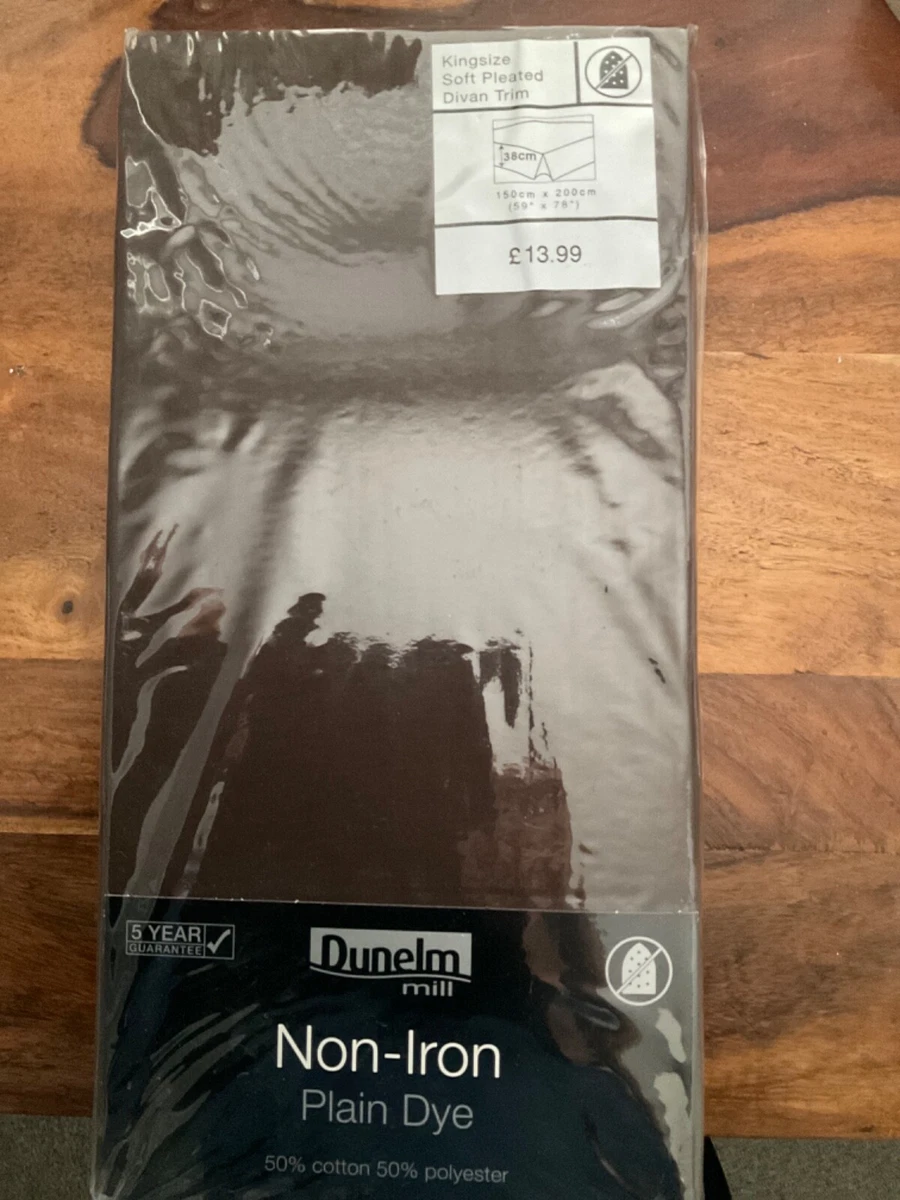 Kingsize
Soft Pleated
Divan Trim
38cm
150cm x 200cm
(59" x 78")
£13.99
5 YEAR
GUARANTEE
Dunelm
mill
Non-Iron
Plain Dye
50% cotton 50% polyester